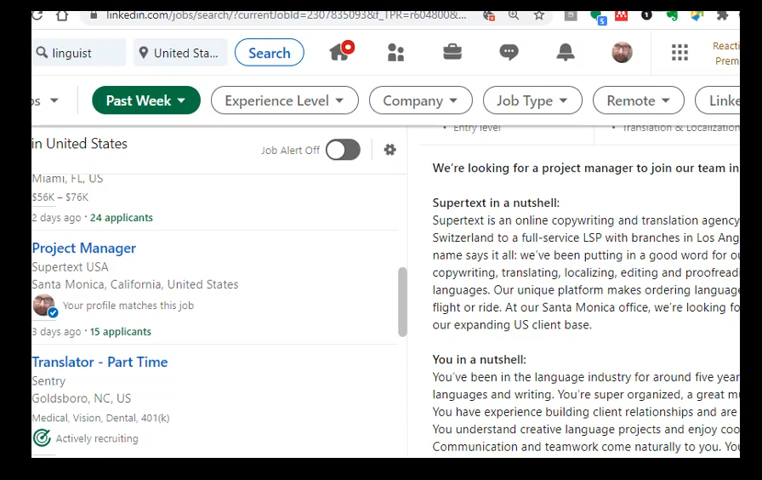 linkedin.com/jobs/search/?currentJobId=2307835093&f_TPR=r604800&...
linguist
United Sta...
Search
Reacti
Prem
bs
Past Week
Experience Level
Company
Job Type
Remote
Linke
in United States
Job Alert Off
Entry level
Translation & Localization
Miami, FL, US
$56K – $76K
2 days ago · 24 applicants
Project Manager
Supertext USA
Santa Monica, California, United States
Your profile matches this job
3 days ago · 15 applicants
Translator - Part Time
Sentry
Goldsboro, NC, US
Medical, Vision, Dental, 401(k)
Actively recruiting
We're looking for a project manager to join our team in
Supertext in a nutshell:
Supertext is an online copywriting and translation agency
Switzerland to a full-service LSP with branches in Los Ang
name says it all: we've been putting in a good word for ou
copywriting, translating, localizing, editing and proofread
languages. Our unique platform makes ordering language
flight or ride. At our Santa Monica office, we're looking fo
our expanding US client base.
You in a nutshell:
You've been in the language industry for around five year
languages and writing. You're super organized, a great mu
You have experience building client relationships and are
You understand creative language projects and enjoy coo
Communication and teamwork come naturally to you. You